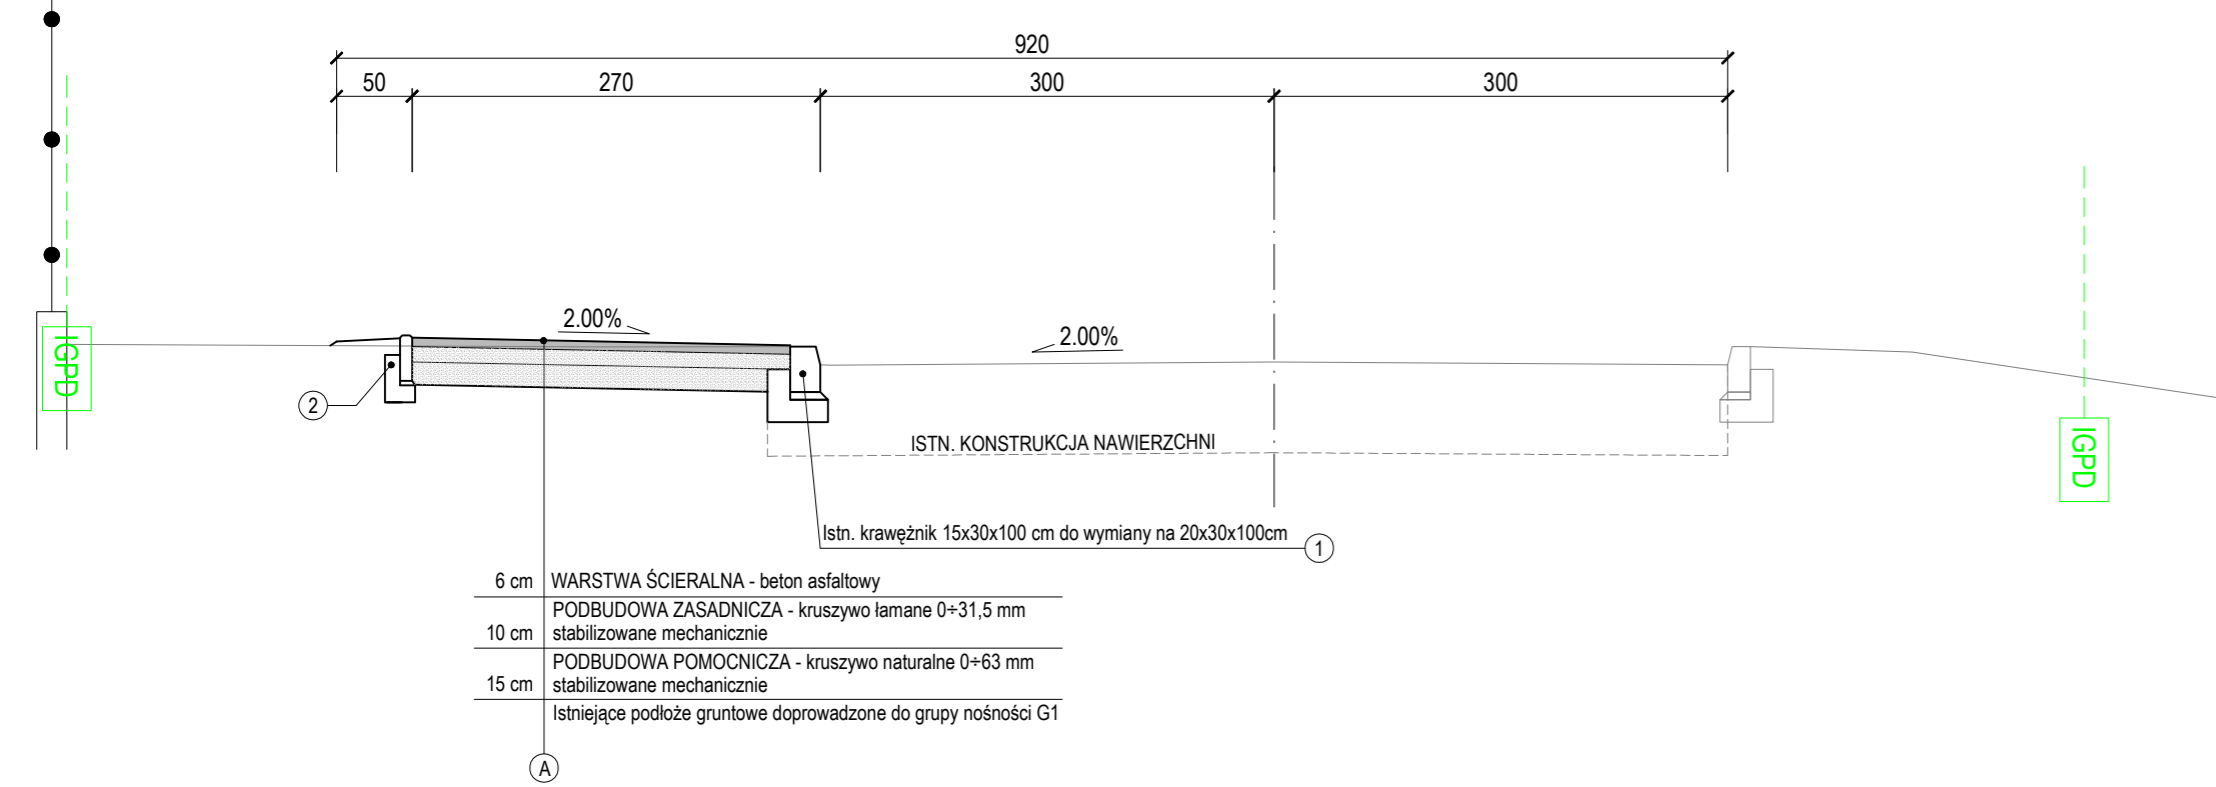 920
50 270 300 300
2.00%
2.00%
IGPD
IGPD
2
ISTN. KONSTRUKCJA NAWIERZCHNI
Istn. krawężnik 15x30x100 cm do wymiany na 20x30x100cm
1
6 cm WARSTWA ŚCIERALNA - beton asfaltowy
PODBUDOWA ZASADNICZA - kruszywo łamane 0÷31,5 mm
10 cm stabilizowane mechanicznie
PODBUDOWA POMOCNICZA - kruszywo naturalne 0÷63 mm
15 cm stabilizowane mechanicznie
Istniejące podłoże gruntowe doprowadzone do grupy nośności G1
A